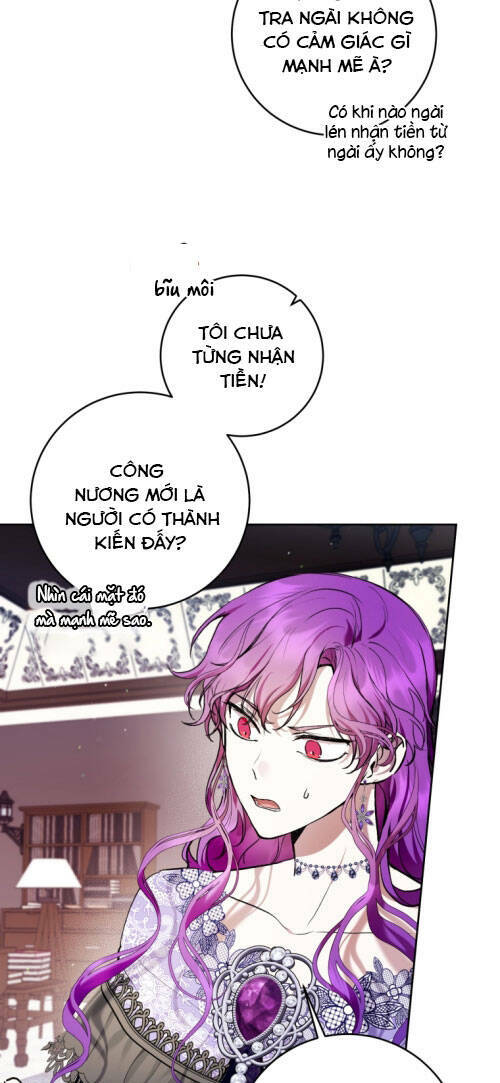 TRA NGÀI KHÔNG
CÓ CẢM GIÁC GÌ
MẠNH MẼ À?
Có khi nào ngài
lén nhận tiền từ
ngài ấy không?
bĩu môi
TÔI CHƯA
TỪNG NHẬN
TIỀN!
CÔNG
NƯƠNG MỚI LÀ
NGƯỜI CÓ THÀNH
KIẾN ĐẤY?
Nhìn cái mặt đó
mà mạnh mẽ sao.